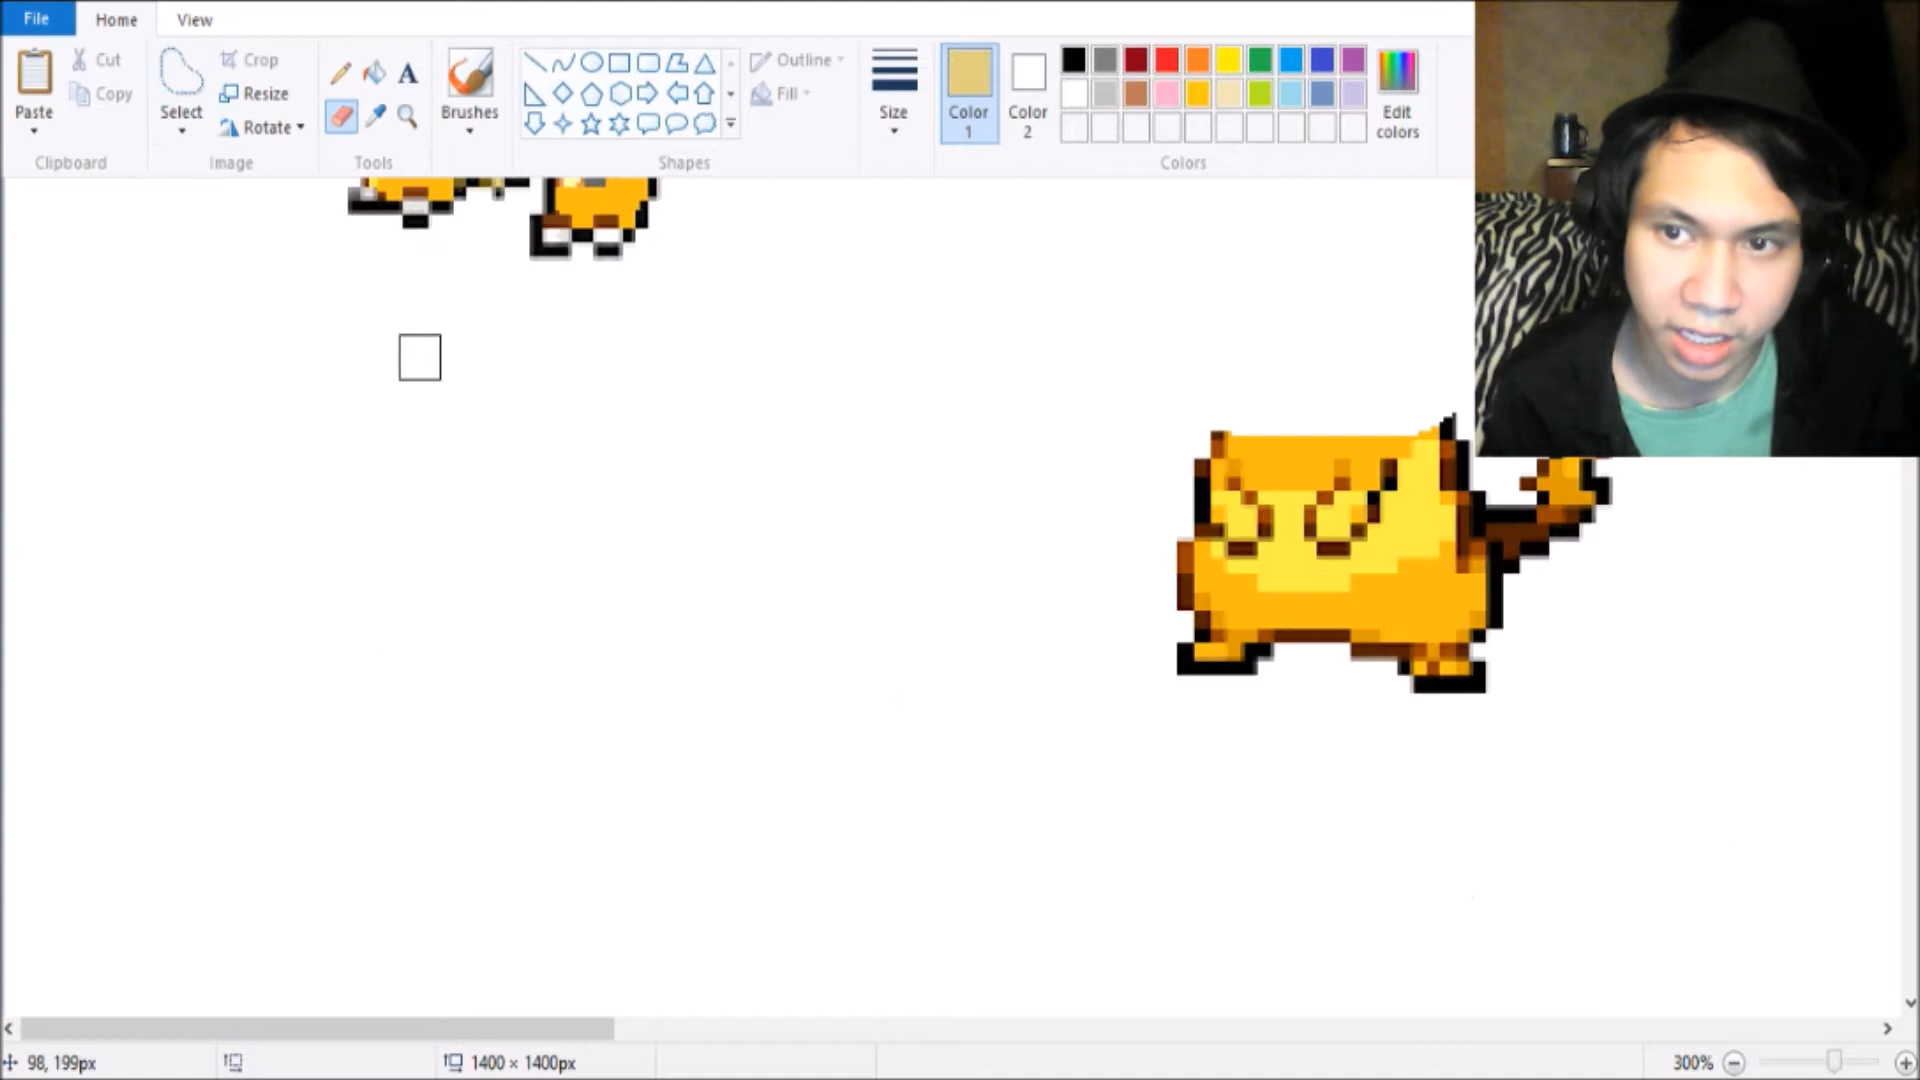 File Home View
Paste
Cut
Copy
Clipboard
Select
Crop
Resize
Rotate
Image
A
Tools
Brushes
Shapes
Outline
Fill
Size
Color 1
Color 2
Edit colors
Colors
98, 199px
1400 × 1400px
300%